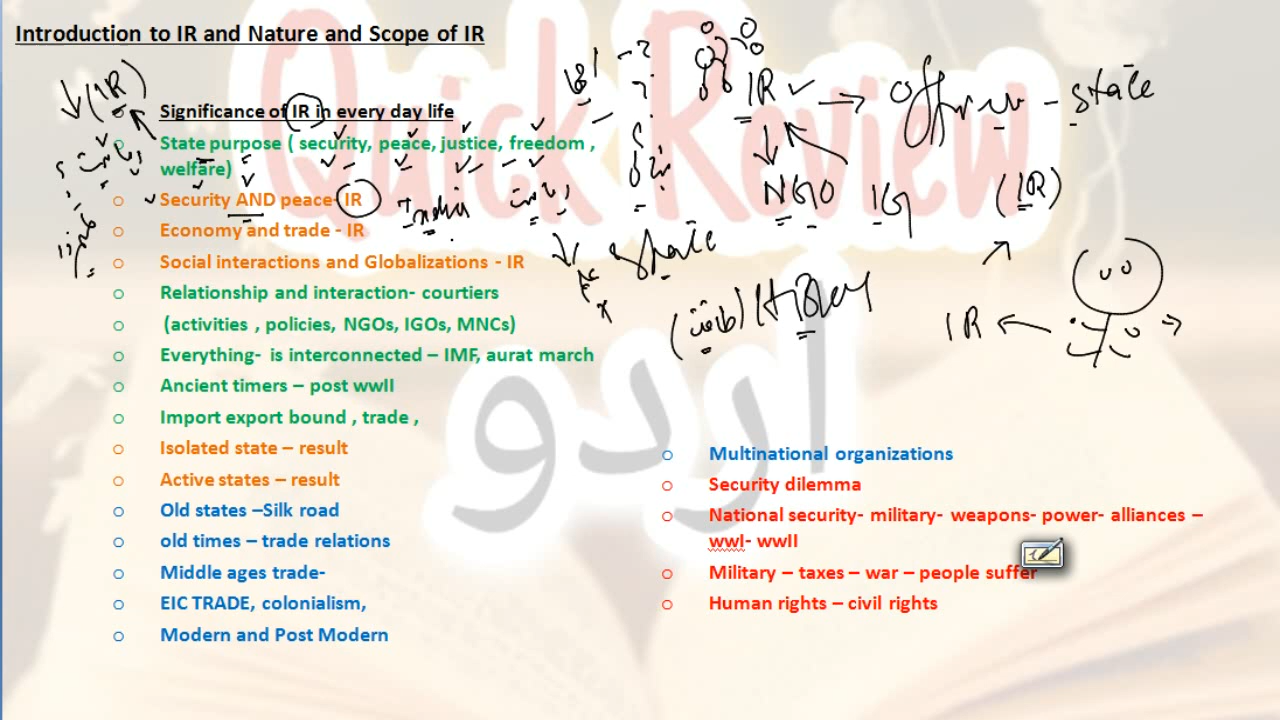 Introduction to IR and Nature and Scope of IR
Significance of IR in every day life
State purpose ( security, peace, justice, freedom ,
welfare)
Security AND peace- IR
Economy and trade - IR
Social interactions and Globalizations - IR
Relationship and interaction- courtiers
(activities , policies, NGOs, IGOs, MNCs)
Everything- is interconnected – IMF, aurat march
Ancient timers – post wwII
Import export bound , trade ,
Isolated state – result
Active states – result
Old states –Silk road
old times – trade relations
Middle ages trade-
EIC TRADE, colonialism,
Modern and Post Modern
Multinational organizations
Security dilemma
National security- military- weapons- power- alliances –
wwI- wwII
Military – taxes – war – people suffer
Human rights – civil rights
Quick Review
اردو
(IR)
IR
state
NGO
IG
(IR)
India
state
IR